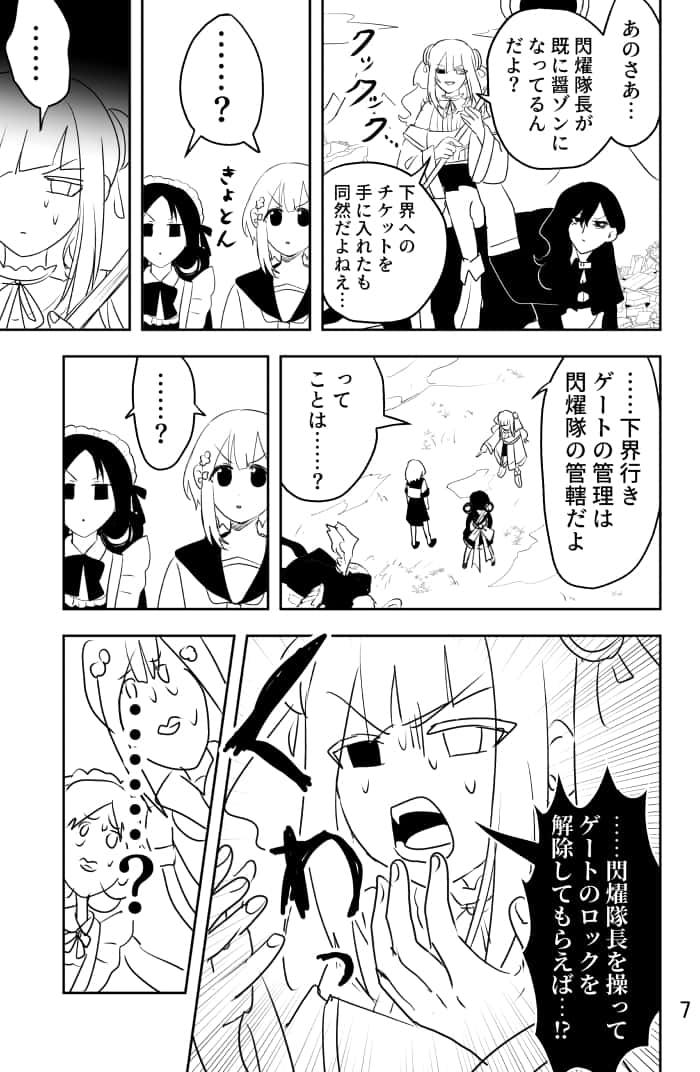 あのさぁ…
閃燿隊長が
既に醤ゾンに
なってるん
だよ？
クックックッ…
下界への
チケットを
手に入れたも
同然だよねえ…
……？
きょとん
……
……下界行き
ゲートの管理は
閃燿隊の管轄だよ
って
ことは……？
……？
……閃燿隊長を操って
ゲートのロックを
解除してもらえば…!?
くわっ
……？
7